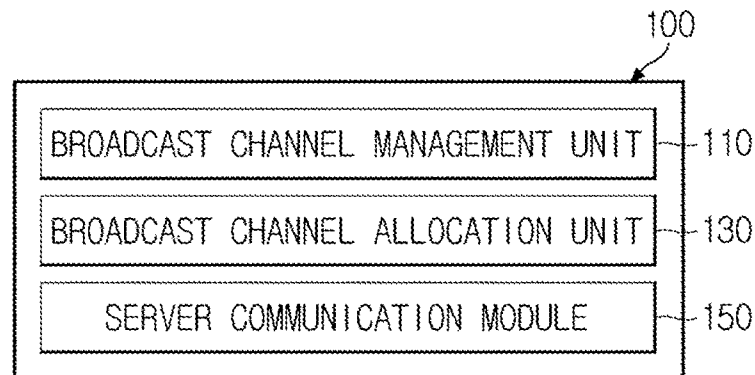 100
BROADCAST CHANNEL MANAGEMENT UNIT 110
BROADCAST CHANNEL ALLOCATION UNIT 130
SERVER COMMUNICATION MODULE 150